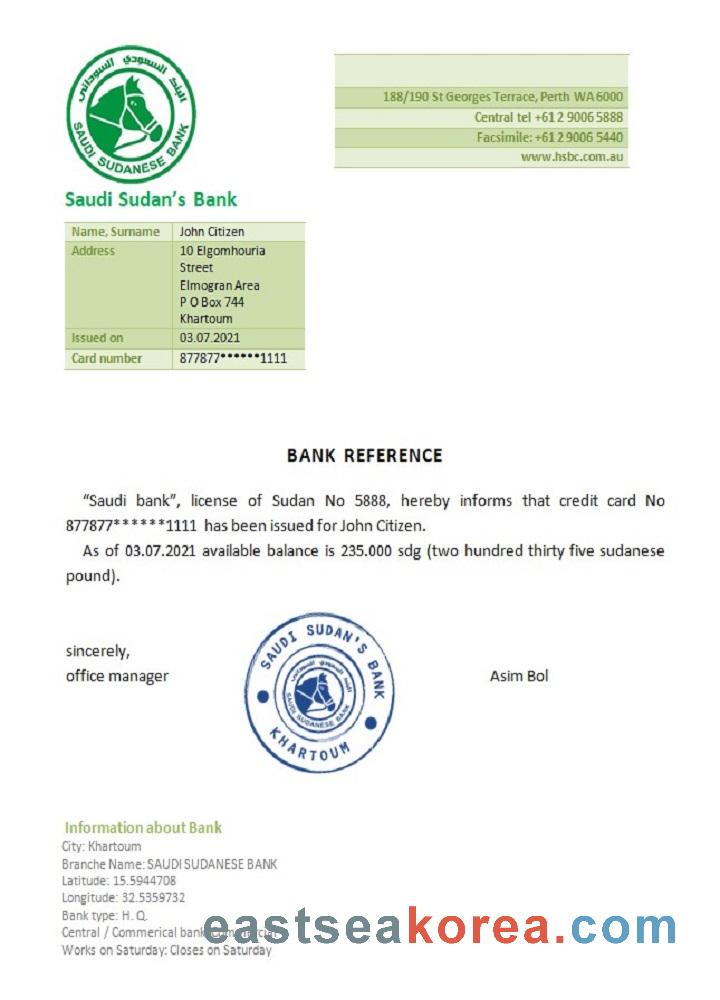 البنك السعودي السوداني
SAUDI SUDANESE BANK
188/190 St Georges Terrace, Perth WA 6000
Central tel +61 2 9006 5888
Facsimile: +61 2 9006 5440
www.hsbc.com.au
Saudi Sudan's Bank
Name, Surname John Citizen
Address 10 Elgomhouria
Street
Elmogran Area
P O Box 744
Khartoum
Issued on 03.07.2021
Card number 877877******1111
BANK REFERENCE
“Saudi bank”, license of Sudan No 5888, hereby informs that credit card No
877877******1111 has been issued for John Citizen.
As of 03.07.2021 available balance is 235.000 sdg (two hundred thirty five sudanese
pound).
sincerely,
office manager
SAUDI SUDAN'S BANK
البنك السعودي السوداني
SAUDI SUDANESE BANK
KHARTOUM
Asim Bol
Information about Bank
City: Khartoum
Branche Name: SAUDI SUDANESE BANK
Latitude: 15.5944708
Longitude: 32.5359732
Bank type: H. Q.
Central / Commerical bank: Commercial
Works on Saturday: Closes on Saturday
eastseakorea.com